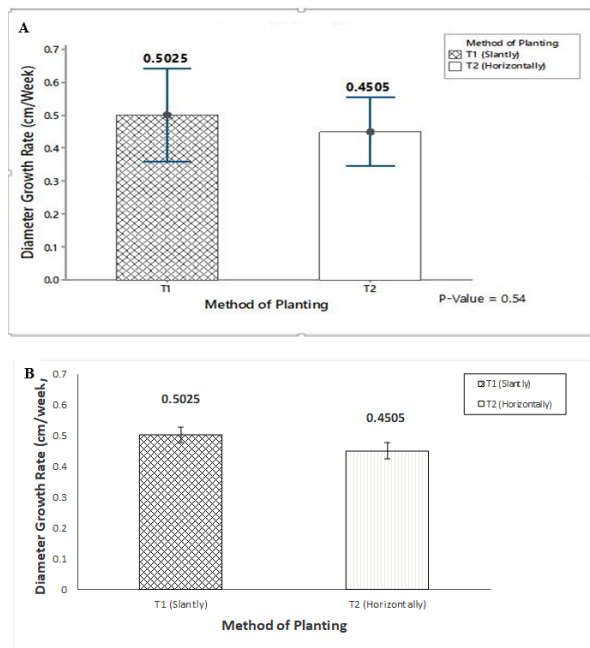 A
0.7
0.6
0.5
0.4
0.3
0.2
0.1
0.0
Diameter Growth Rate (cm/Week)
0.5025
0.4505
Method of Planting
T1 (Slantly)
T2 (Horizontally)
T1
T2
Method of Planting
P-Value = 0.54
B
0.7
0.6
0.5
0.4
0.3
0.2
0.1
0
Diameter Growth Rate (cm/week,
0.5025
0.4505
T1 (Slantly)
T2 (Horizontally)
T1 (Slantly)
T2 (Horizontally)
Method of Planting